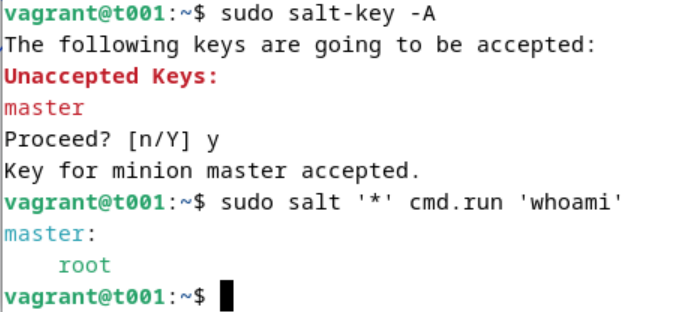 vagrant@t001:~$ sudo salt-key -A
The following keys are going to be accepted:
Unaccepted Keys:
master
Proceed? [n/Y] y
Key for minion master accepted.
vagrant@t001:~$ sudo salt '*' cmd.run 'whoami'
master:
    root
vagrant@t001:~$